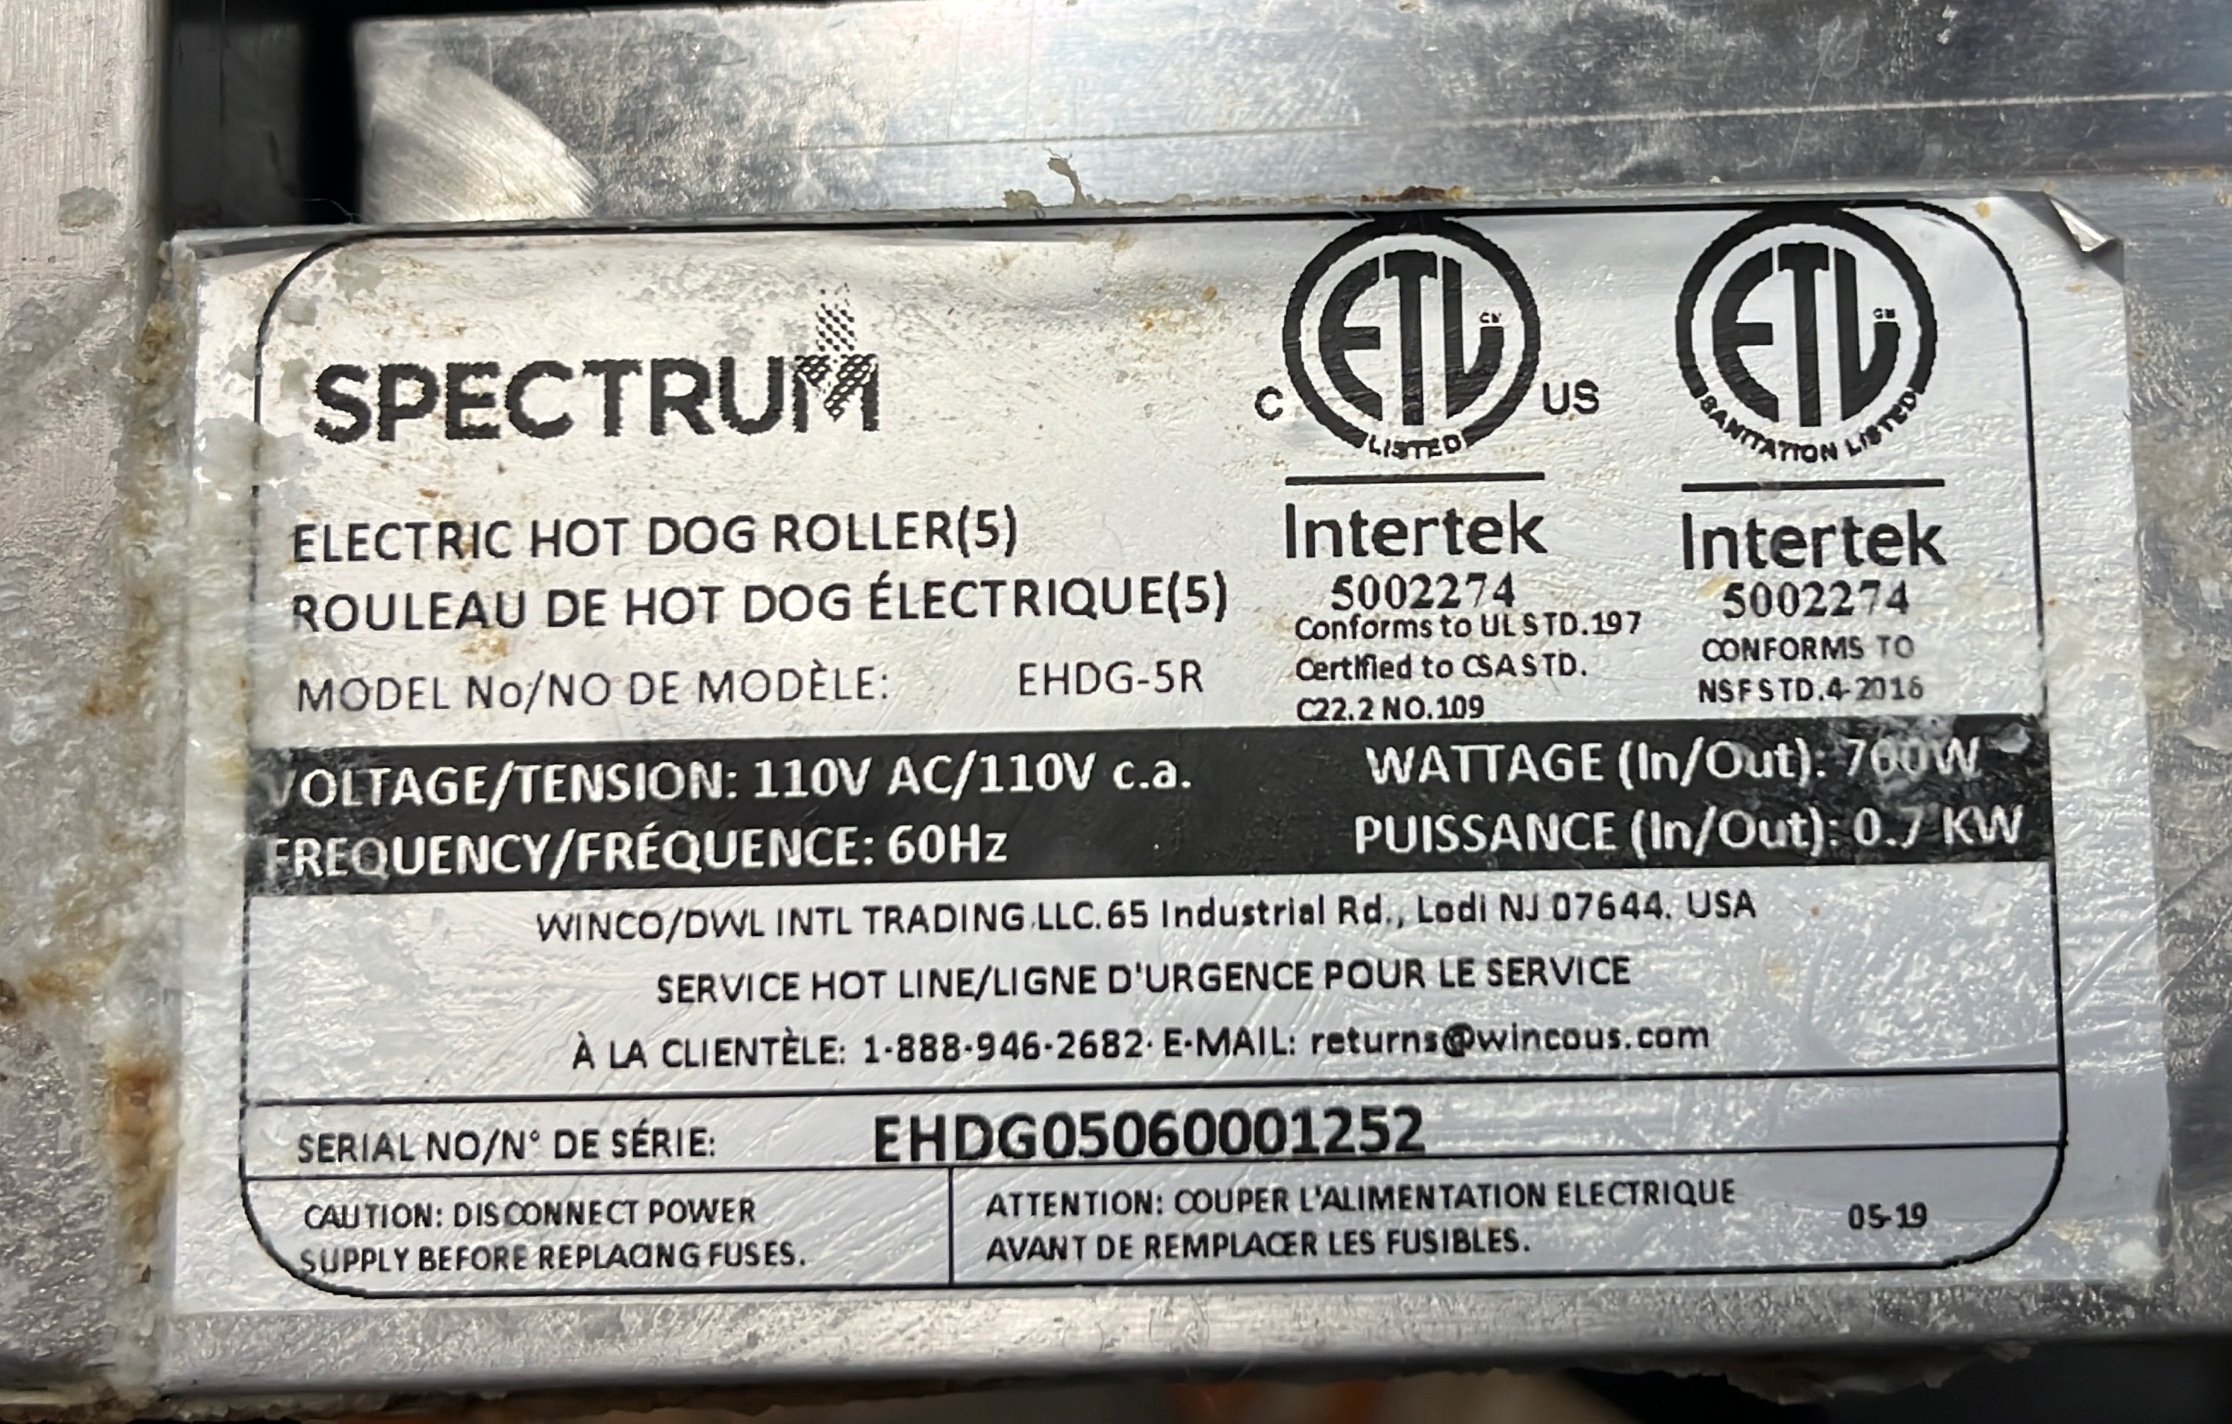 SPECTRUM
ELECTRIC HOT DOG ROLLER(5)
ROULEAU DE HOT DOG ÉLECTRIQUE(5)
MODEL No/NO DE MODÈLE: EHDG-5R
ETL CM
LISTED
C US
Intertek
5002274
Conforms to UL STD.197
Certified to CSA STD.
C22.2 NO.109
ETL CM
SANITATION LISTED
Intertek
5002274
CONFORMS TO
NSF STD.4-2016
VOLTAGE/TENSION: 110V AC/110V c.a.
FREQUENCY/FRÉQUENCE: 60Hz
WATTAGE (In/Out): 700W
PUISSANCE (In/Out): 0.7 KW
WINCO/DWL INTL TRADING LLC. 65 Industrial Rd., Lodi NJ 07644. USA
SERVICE HOT LINE/LIGNE D'URGENCE POUR LE SERVICE
À LA CLIENTÈLE: 1-888-946-2682· E-MAIL: returns@wincous.com
SERIAL NO/N° DE SÉRIE: EHDG05060001252
CAUTION: DISCONNECT POWER
SUPPLY BEFORE REPLACING FUSES.
ATTENTION: COUPER L'ALIMENTATION ELECTRIQUE
AVANT DE REMPLACER LES FUSIBLES.
05-19